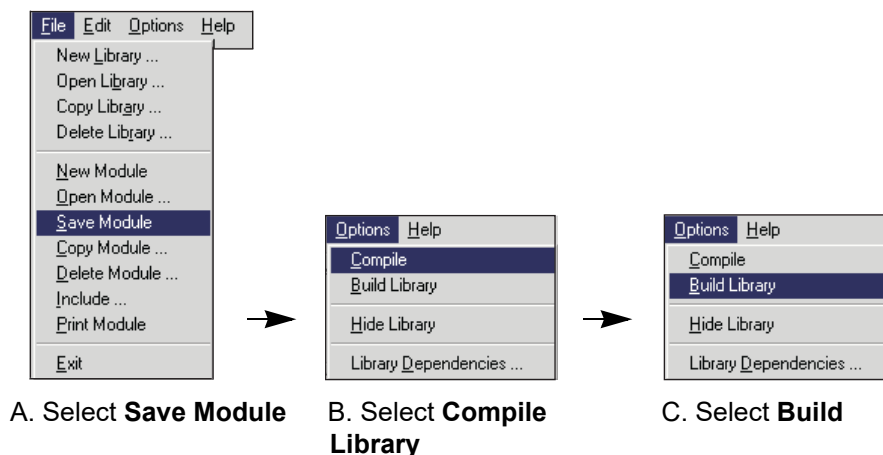 File Edit Options Help
New Library ...
Open Library ...
Copy Library ...
Delete Library ...
New Module
Open Module ...
Save Module
Copy Module ...
Delete Module ...
Include ...
Print Module
Exit
Options Help
Compile
Build Library
Hide Library
Library Dependencies ...
Options Help
Compile
Build Library
Hide Library
Library Dependencies ...
A. Select Save Module
B. Select Compile
Library
C. Select Build